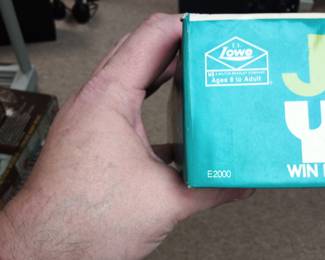 E.S.
Lowe
A MILTON BRADLEY COMPANY
Ages 8 to Adult
E2000
WIN